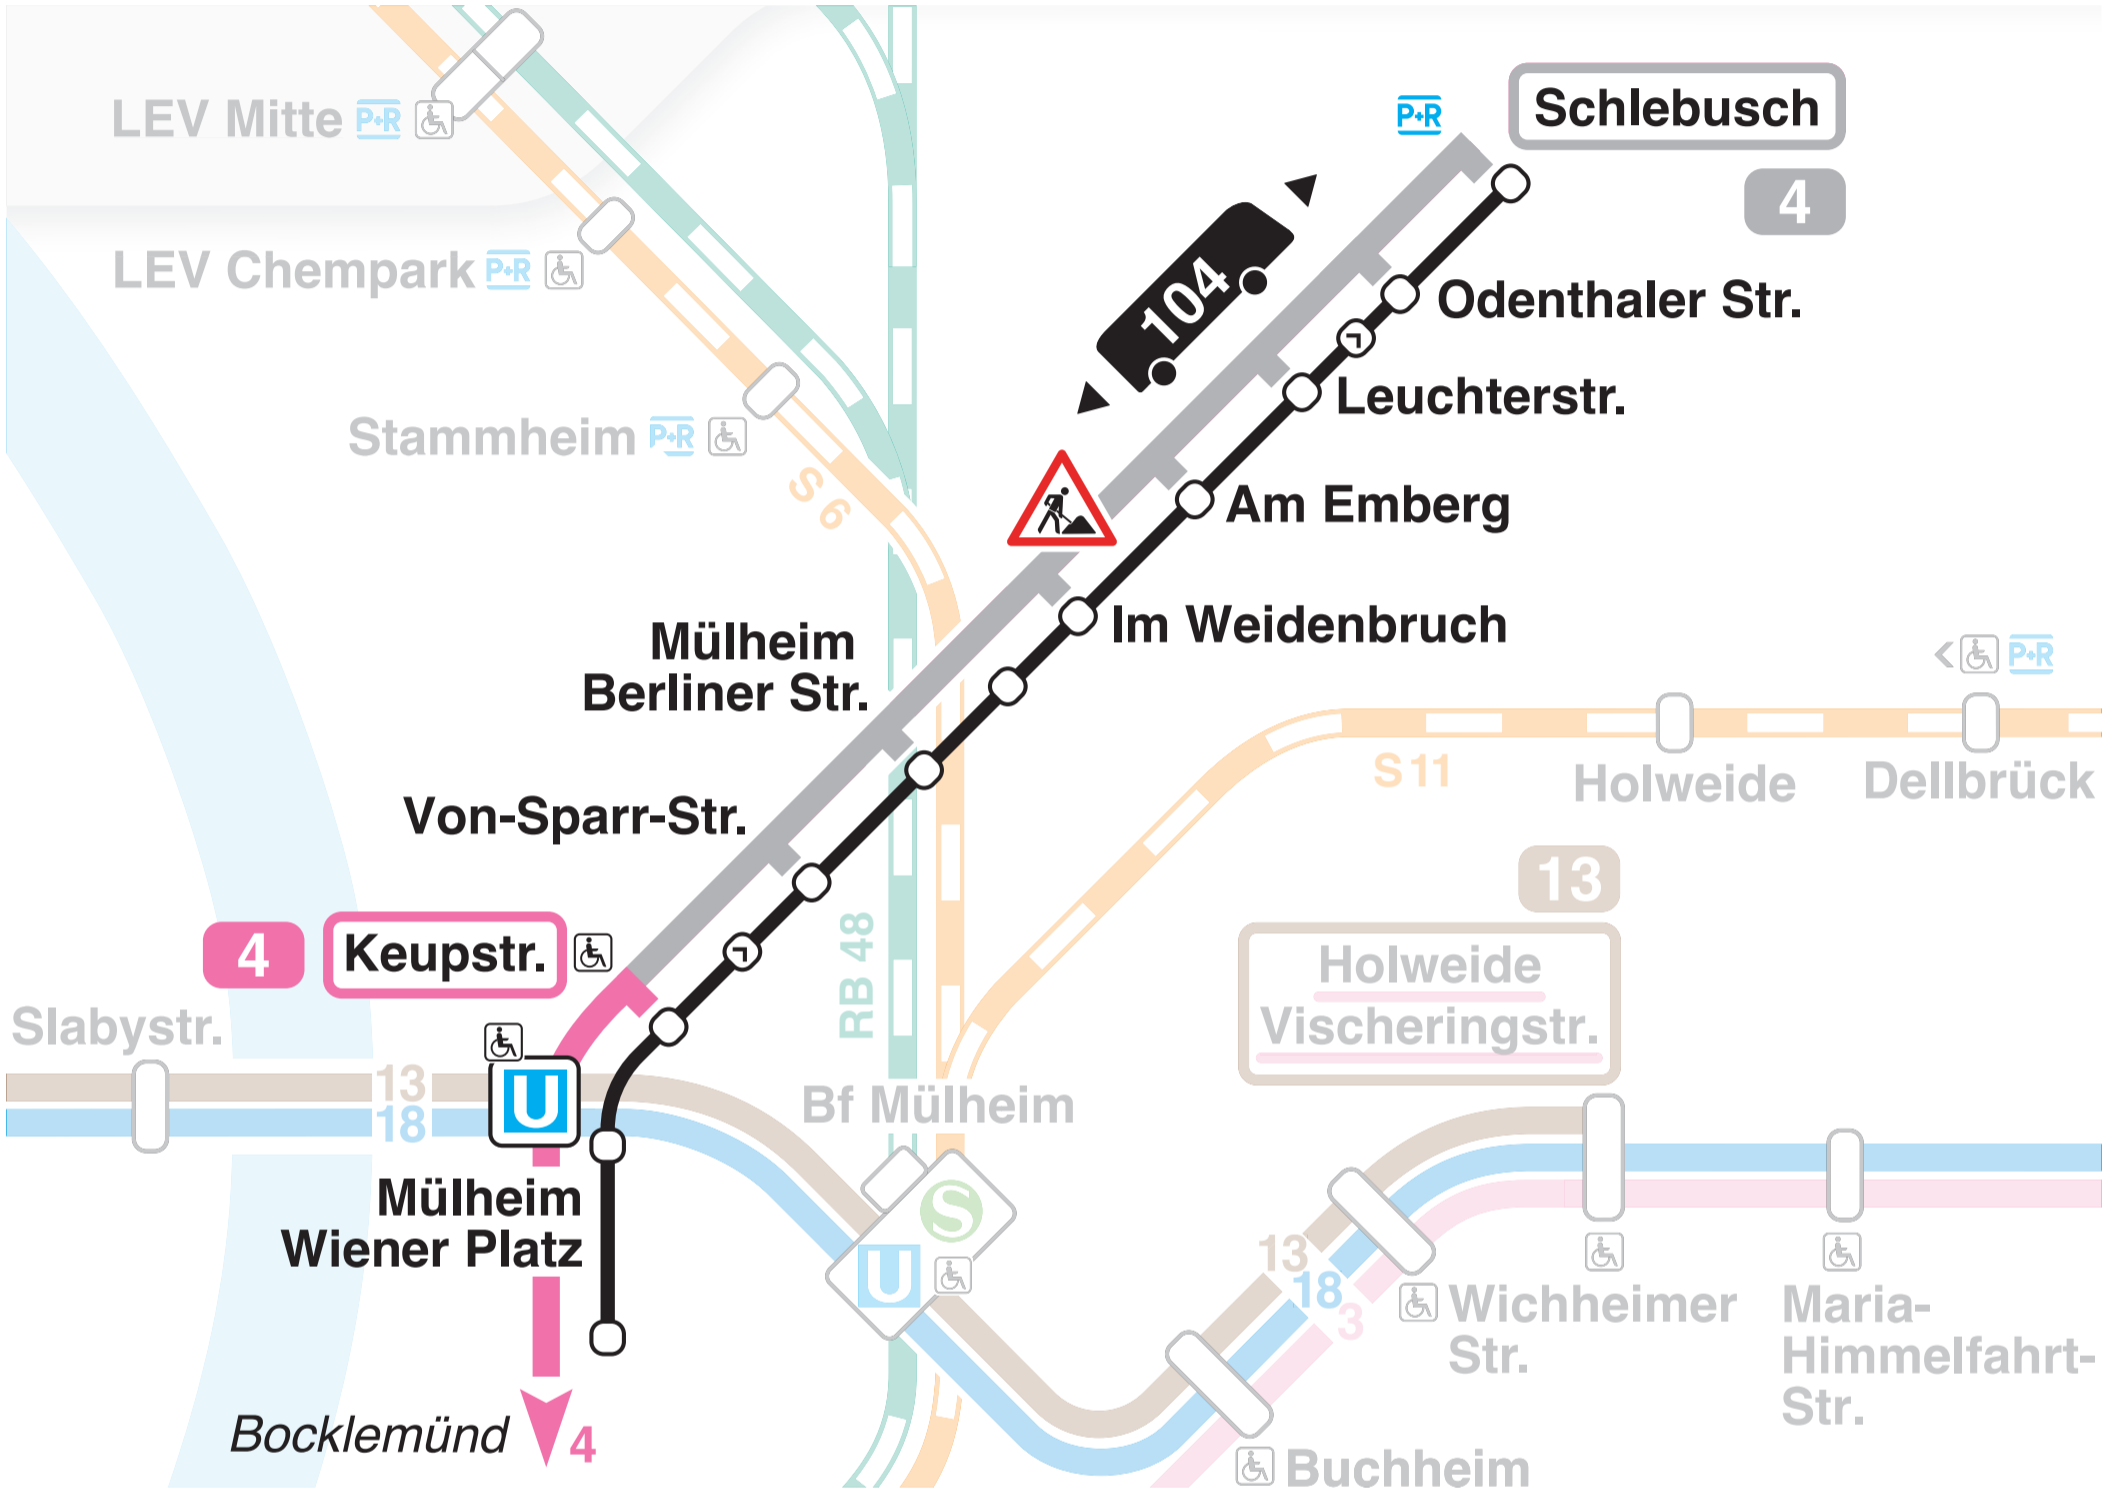 LEV Mitte P+R
Schlebusch
P+R
4
LEV Chempark P+R
104
Odenthaler Str.
Leuchterstr.
Stammheim P+R
S 6
Am Emberg
Im Weidenbruch
Mülheim
Berliner Str.
P+R
S 11
Holweide
Dellbrück
Von-Sparr-Str.
13
4
Keupstr.
RB 48
Holweide
Vischeringstr.
Slabystr.
13
18
U
Bf Mülheim
Mülheim
Wiener Platz
S
U
13
18
3
Wichheimer
Str.
Maria-
Himmelfahrt-
Str.
Bocklemünd
4
Buchheim